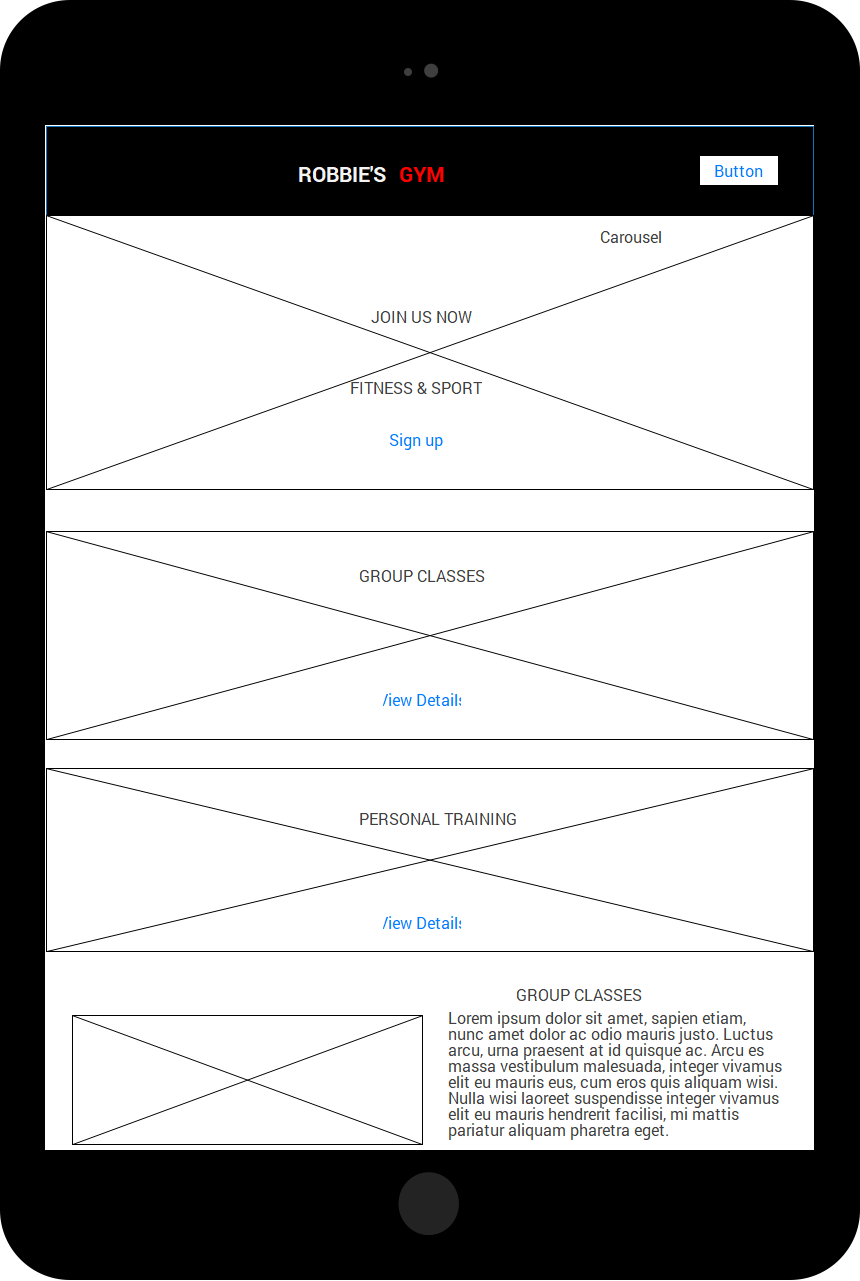 ROBBIE'S GYM
Button
Carousel
JOIN US NOW
FITNESS & SPORT
Sign up
GROUP CLASSES
View Details
PERSONAL TRAINING
View Details
GROUP CLASSES
Lorem ipsum dolor sit amet, sapien etiam,
nunc amet dolor ac odio mauris justo. Luctus
arcu, urna praesent at id quisque ac. Arcu es
massa vestibulum malesuada, integer vivamus
elit eu mauris eus, cum eros quis aliquam wisi.
Nulla wisi laoreet suspendisse integer vivamus
elit eu mauris hendrerit facilisi, mi mattis
pariatur aliquam pharetra eget.